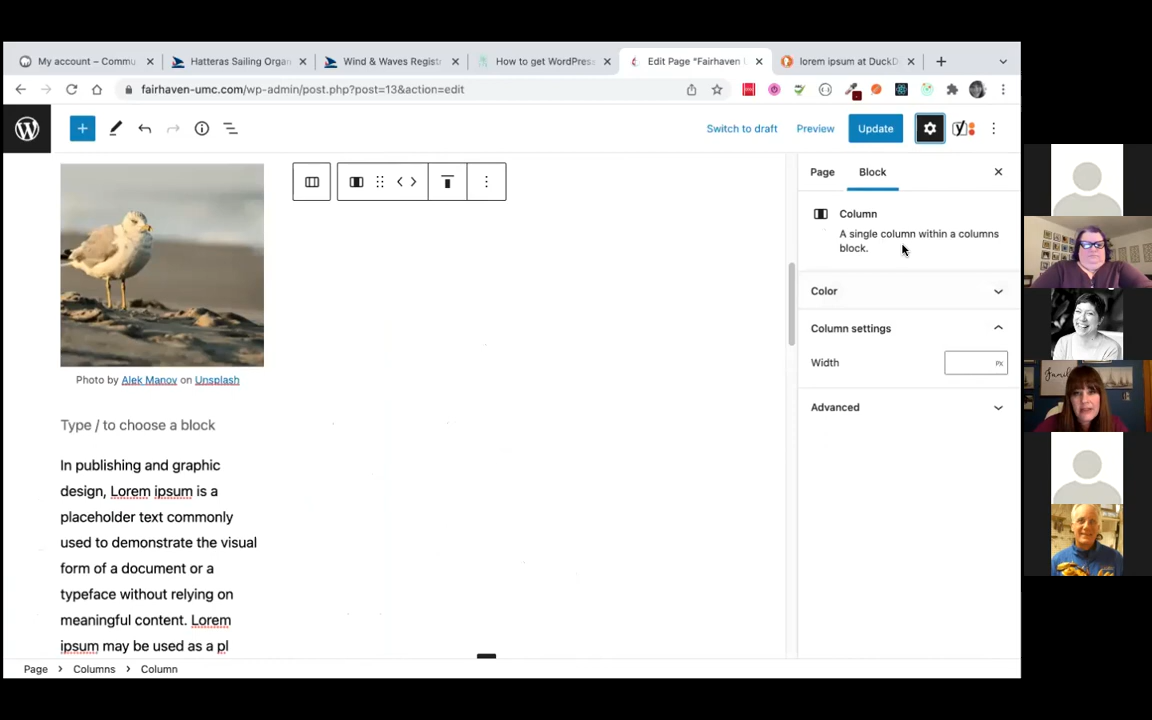 My account – Commu
Hatteras Sailing Organ
Wind & Waves Registr
How to get WordPress
Edit Page “Fairhaven
lorem ipsum at DuckD
fairhaven-umc.com/wp-admin/post.php?post=13&action=edit
Switch to draft
Preview
Update
Page
Block
Column
A single column within a columns
block.
Color
Column settings
Width
PX
Advanced
Photo by Alek Manov on Unsplash
Type / to choose a block
In publishing and graphic
design, Lorem ipsum is a
placeholder text commonly
used to demonstrate the visual
form of a document or a
typeface without relying on
meaningful content. Lorem
ipsum may be used as a pl
Page > Columns > Column